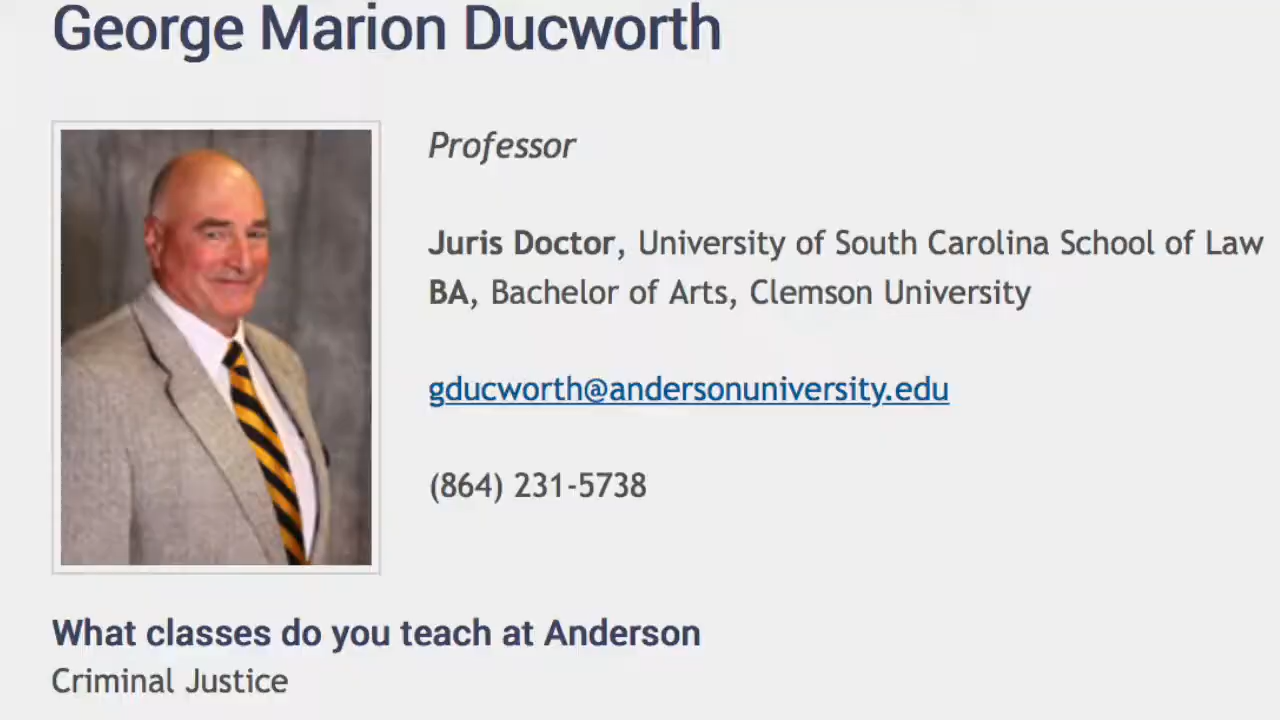 George Marion Ducworth
Professor
Juris Doctor, University of South Carolina School of Law
BA, Bachelor of Arts, Clemson University
gducworth@andersonuniversity.edu
(864) 231-5738
What classes do you teach at Anderson
Criminal Justice